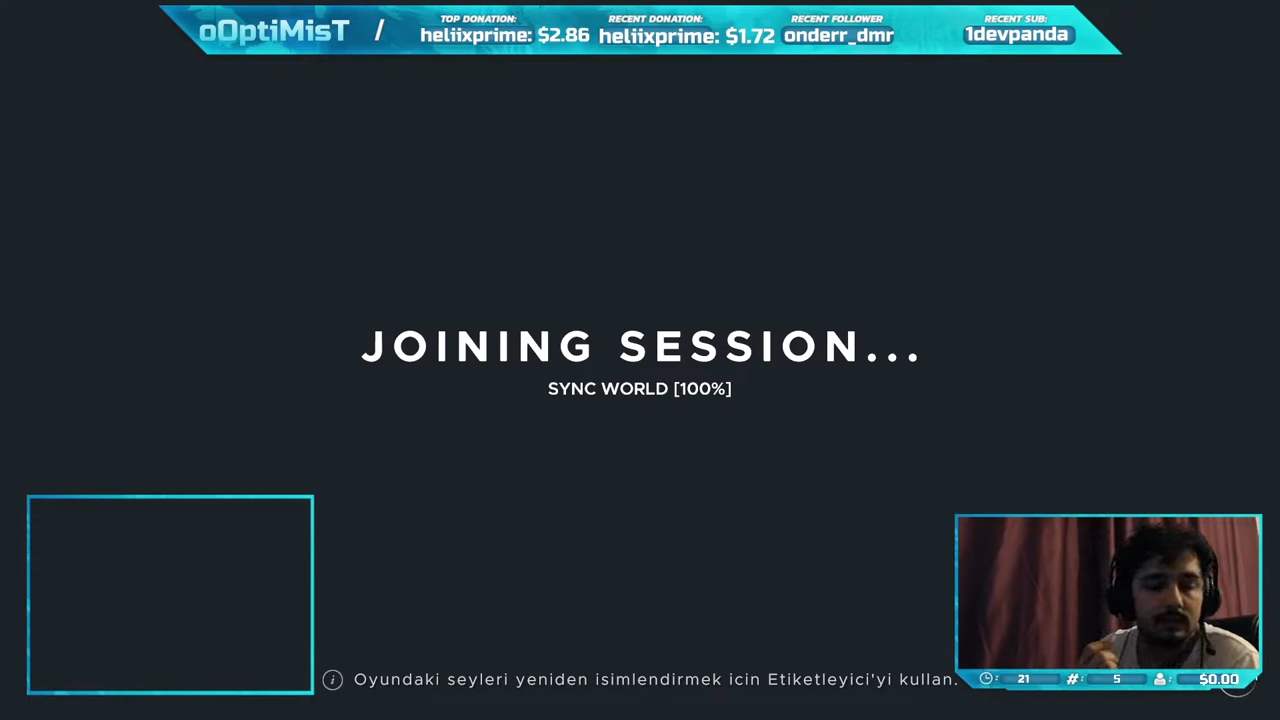 oOptiMisT /
TOP DONATION:
heliixprime: $2.86
RECENT DONATION:
heliixprime: $1.72
RECENT FOLLOWER
onderr_dmr
RECENT SUB:
1devpanda
JOINING SESSION...
SYNC WORLD [100%]
Oyundaki seyleri yeniden isimlendirmek icin Etiketleyici'yi kullan.
: 21 #: 5 : $0.00